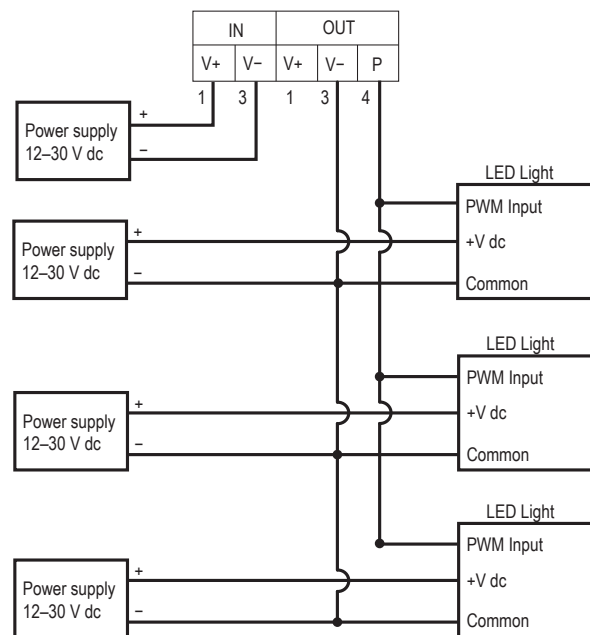 IN OUT
V+ V− V+ V− P
1 3 1 3 4
Power supply
12–30 V dc
+
−
LED Light
Power supply
12–30 V dc
+
−
PWM Input
+V dc
Common
LED Light
Power supply
12–30 V dc
+
−
PWM Input
+V dc
Common
LED Light
Power supply
12–30 V dc
+
−
PWM Input
+V dc
Common